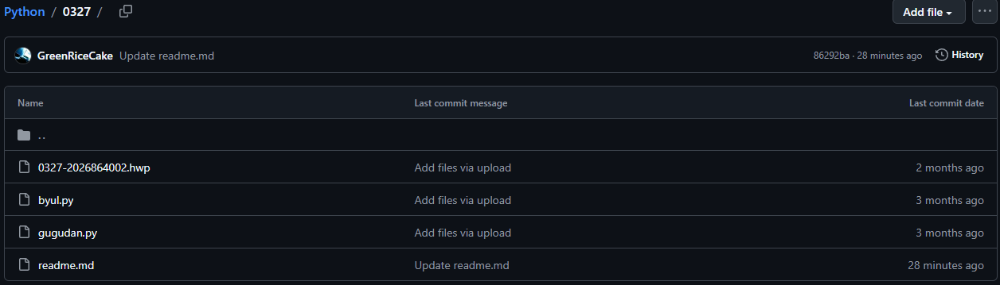 Python / 0327 /
Add file
GreenRiceCake Update readme.md
86292ba · 28 minutes ago History
Name Last commit message Last commit date
..
0327-2026864002.hwp Add files via upload 2 months ago
byul.py Add files via upload 3 months ago
gugudan.py Add files via upload 3 months ago
readme.md Update readme.md 28 minutes ago